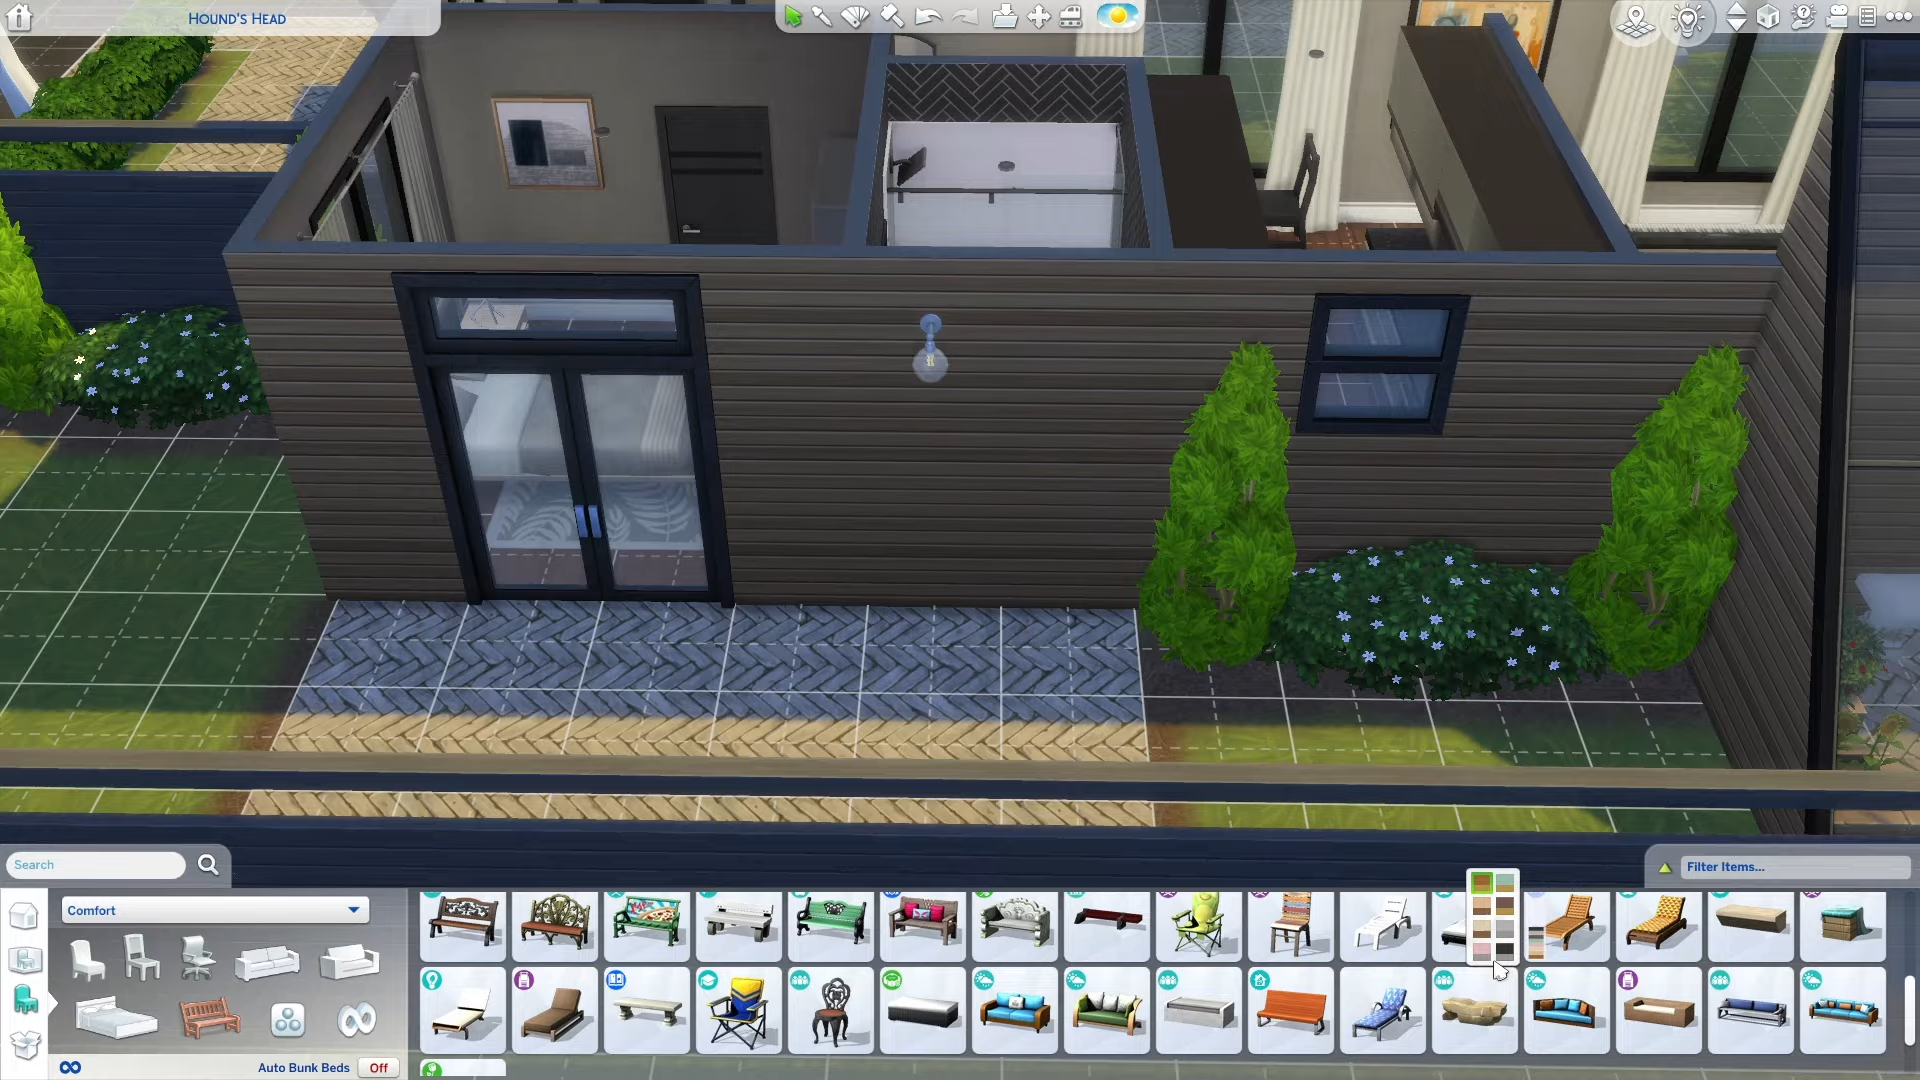 HOUND'S HEAD
Search
Filter Items...
Comfort
Auto Bunk Beds Off